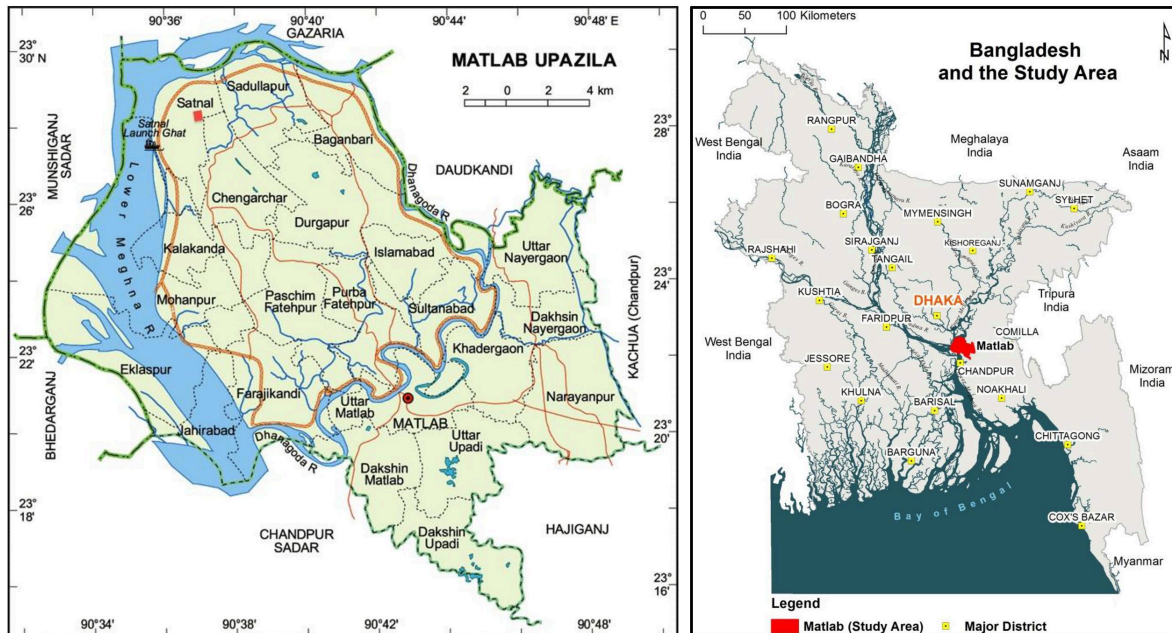 90°36'
90°40'
90°44'
90°48' E
GAZARIA
23°
30' N
MATLAB UPAZILA
2 0 2 4 km
Sadullapur
Satnal
Satnal
Launch Ghat
Baganbari
MUNSHIGANJ
SADAR
DAUDKANDI
Dhanagoda R
23°
28'
23°
26'
Lower Meghna R
Chengarchar
Durgapur
Uttar
Nayergaon
Kalakanda
Islamabad
23°
24'
Mohanpur
Paschim
Fatehpur
Purba
Fatehpur
Sultanabad
Dakhsin
Nayergaon
KACHUA (Chandpur)
23°
22'
Khadergaon
Eklaspur
Farajikandi
Uttar
Matlab
Narayanpur
BHEDARGANJ
MATLAB
Jahirabad
Dhanagoda R
Uttar
Upadi
23°
20'
Dakshin
Matlab
23°
18'
CHANDPUR
SADAR
Dakshin
Upadi
HAJIGANJ
23°
16'
90°34'
90°38'
90°42'
90°44'
90°48'
0 50 100 Kilometers
N
Bangladesh
and the Study Area
RANGPUR
West Bengal
India
Meghalaya
India
Asaam
India
GAIBANDHA
SUNAMGANJ
SYLHET
BOGRA
MYMENSINGH
SIRAJGANJ
KISHOREGANJ
RAJSHAHI
TANGAIL
KUSHTIA
DHAKA
Tripura
India
FARIDPUR
COMILLA
Matlab
West Bengal
India
JESSORE
CHANDPUR
Mizoram
India
NOAKHALI
KHULNA
BARISAL
CHITTAGONG
BARGUNA
Bay of Bengal
COX'S BAZAR
Myanmar
Legend
Matlab (Study Area)
Major District